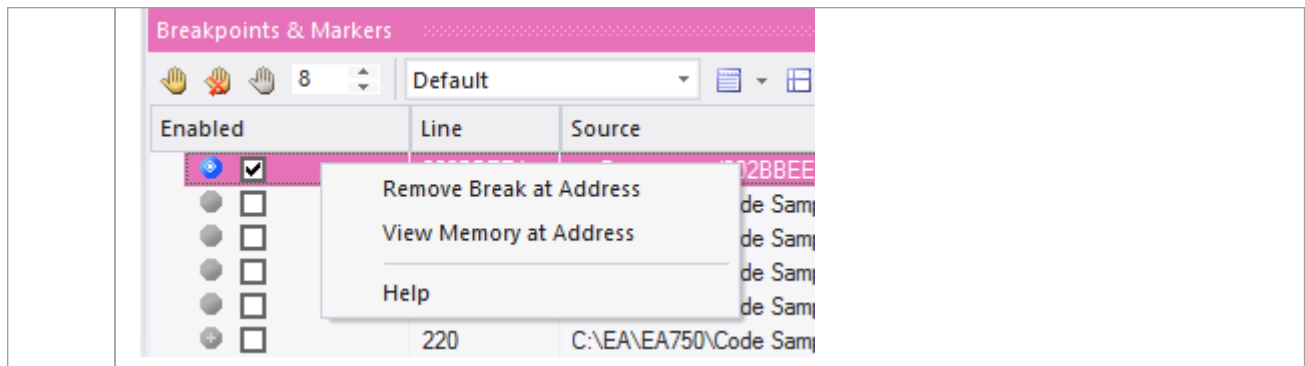 Breakpoints & Markers
8 Default
Enabled Line Source
Remove Break at Address
View Memory at Address
Help
220 C:\EA\EA750\Code